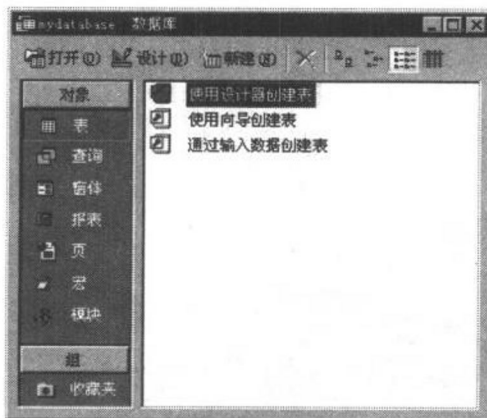 mydatabase 数据库
打开(O) 设计(D) 新建(N)
对象
表
查询
窗体
报表
页
宏
模块
组
收藏夹
使用设计器创建表
使用向导创建表
通过输入数据创建表